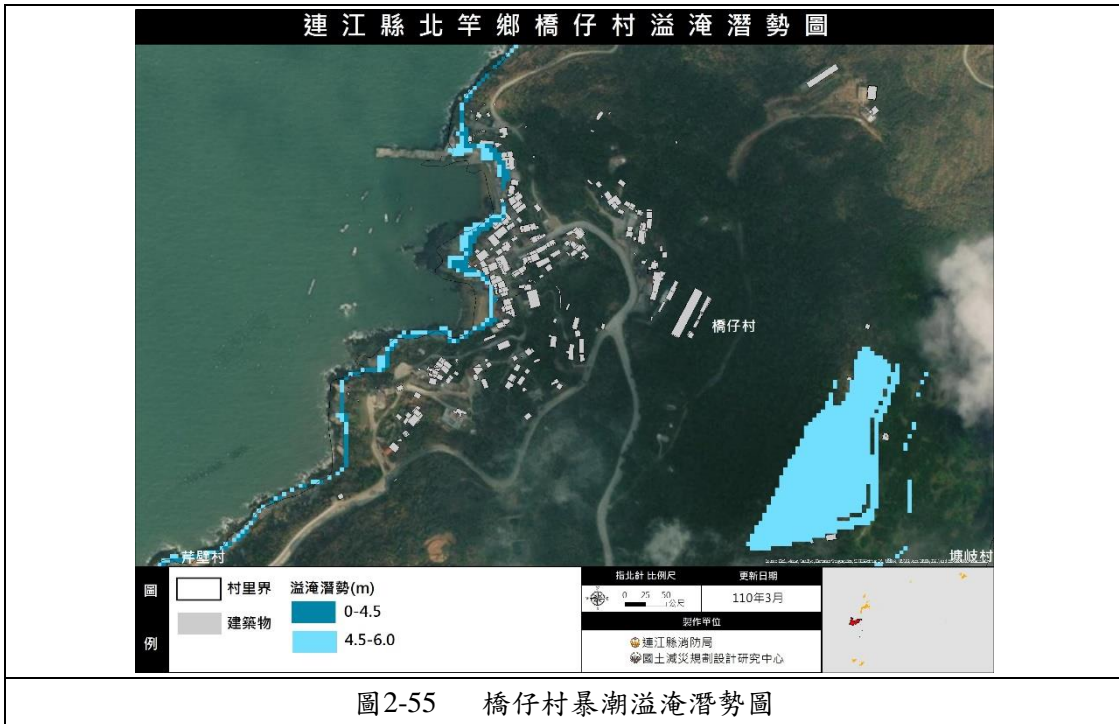 連江縣北竿鄉橋仔村溢淹潛勢圖
橋仔村
芹壁村
塘岐村
圖例
村里界
建築物
溢淹潛勢(m)
0-4.5
4.5-6.0
指北針 比例尺
0 25 50
公尺
更新日期
110年3月
製作單位
連江縣消防局
國土減災規劃設計研究中心
圖2-55 橋仔村暴潮溢淹潛勢圖